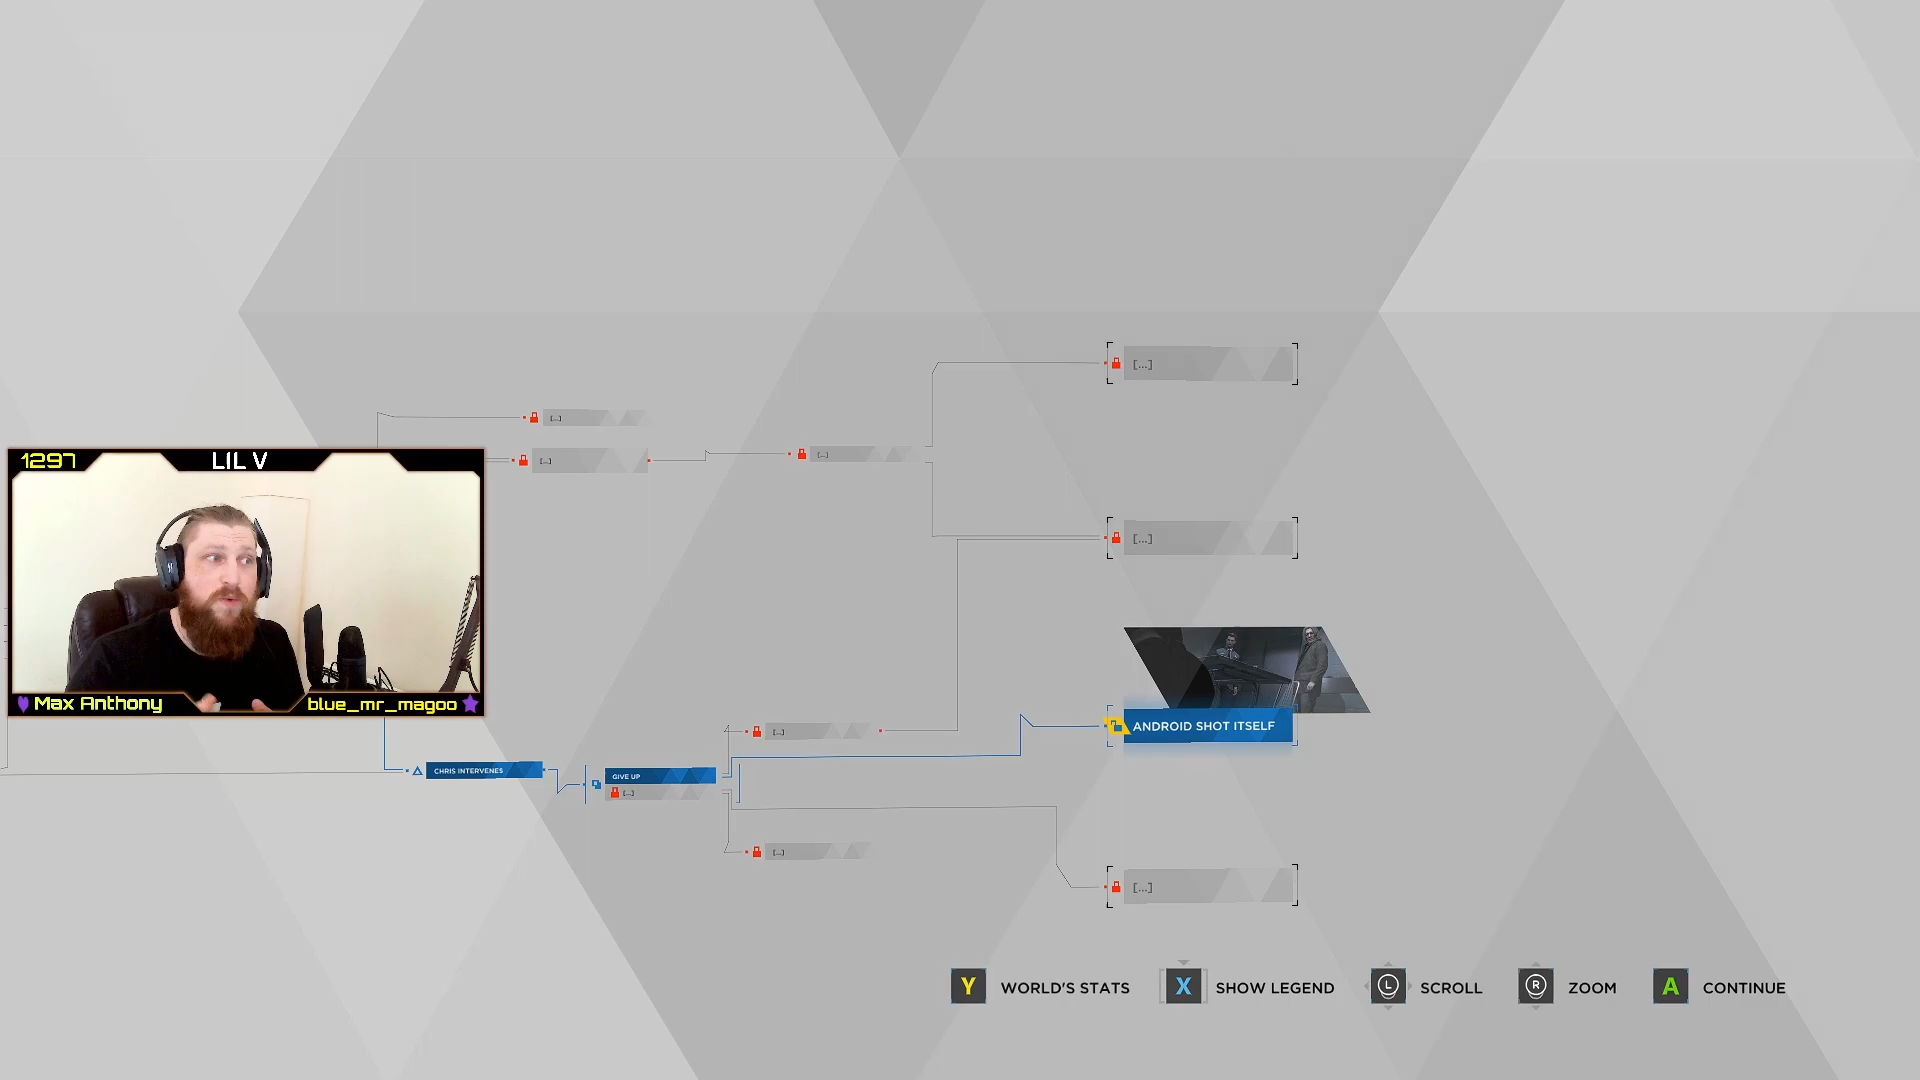 [...]
[...]
[...]
[...]
[...]
1297
LIL V
Max Anthony
blue_mr_magoo
[...]
ANDROID SHOT ITSELF
CHRIS INTERVENES
GIVE UP
[...]
[...]
[...]
Y WORLD'S STATS
X SHOW LEGEND
L SCROLL
R ZOOM
A CONTINUE